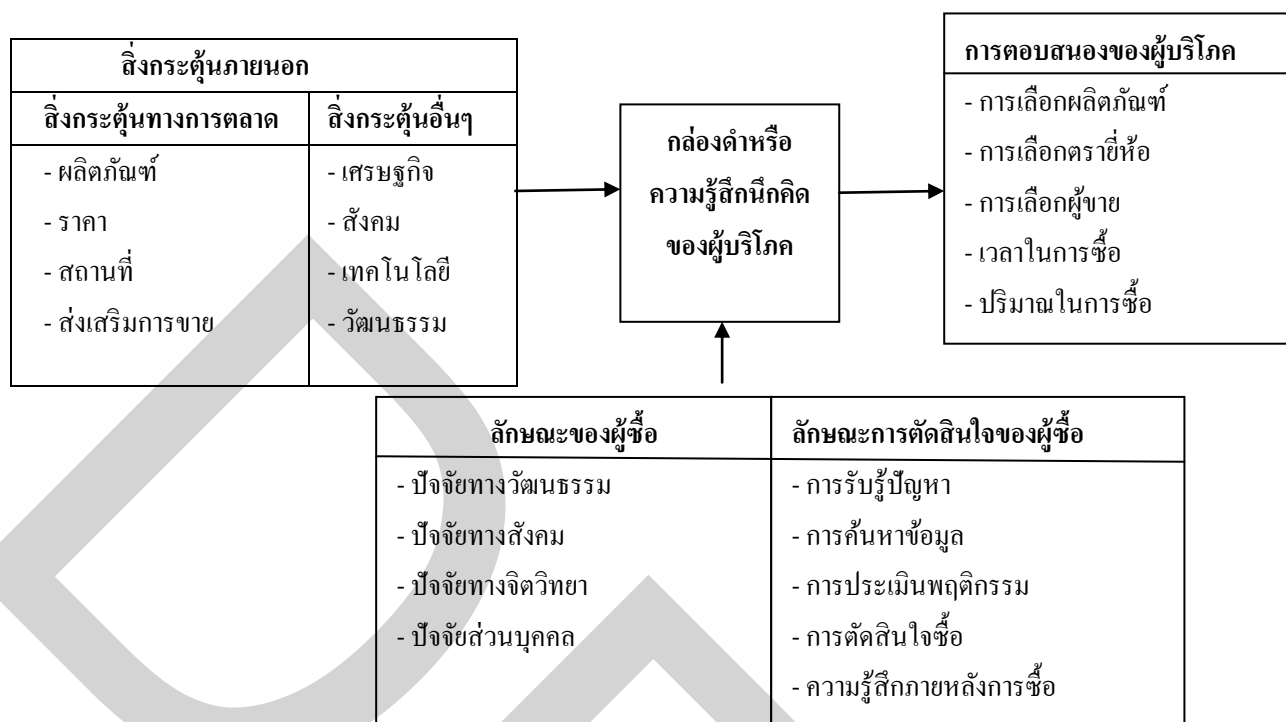 สิ่งกระตุ้นภายนอก
สิ่งกระตุ้นทางการตลาด
- ผลิตภัณฑ์
- ราคา
- สถานที่
- ส่งเสริมการขาย
สิ่งกระตุ้นอื่นๆ
- เศรษฐกิจ
- สังคม
- เทคโนโลยี
- วัฒนธรรม
กล่องดำหรือ
ความรู้สึกนึกคิด
ของผู้บริโภค
การตอบสนองของผู้บริโภค
- การเลือกผลิตภัณฑ์
- การเลือกตรายี่ห้อ
- การเลือกผู้ขาย
- เวลาในการซื้อ
- ปริมาณในการซื้อ
ลักษณะของผู้ซื้อ
- ปัจจัยทางวัฒนธรรม
- ปัจจัยทางสังคม
- ปัจจัยทางจิตวิทยา
- ปัจจัยส่วนบุคคล
ลักษณะการตัดสินใจของผู้ซื้อ
- การรับรู้ปัญหา
- การค้นหาข้อมูล
- การประเมินพฤติกรรม
- การตัดสินใจซื้อ
- ความรู้สึกภายหลังการซื้อ